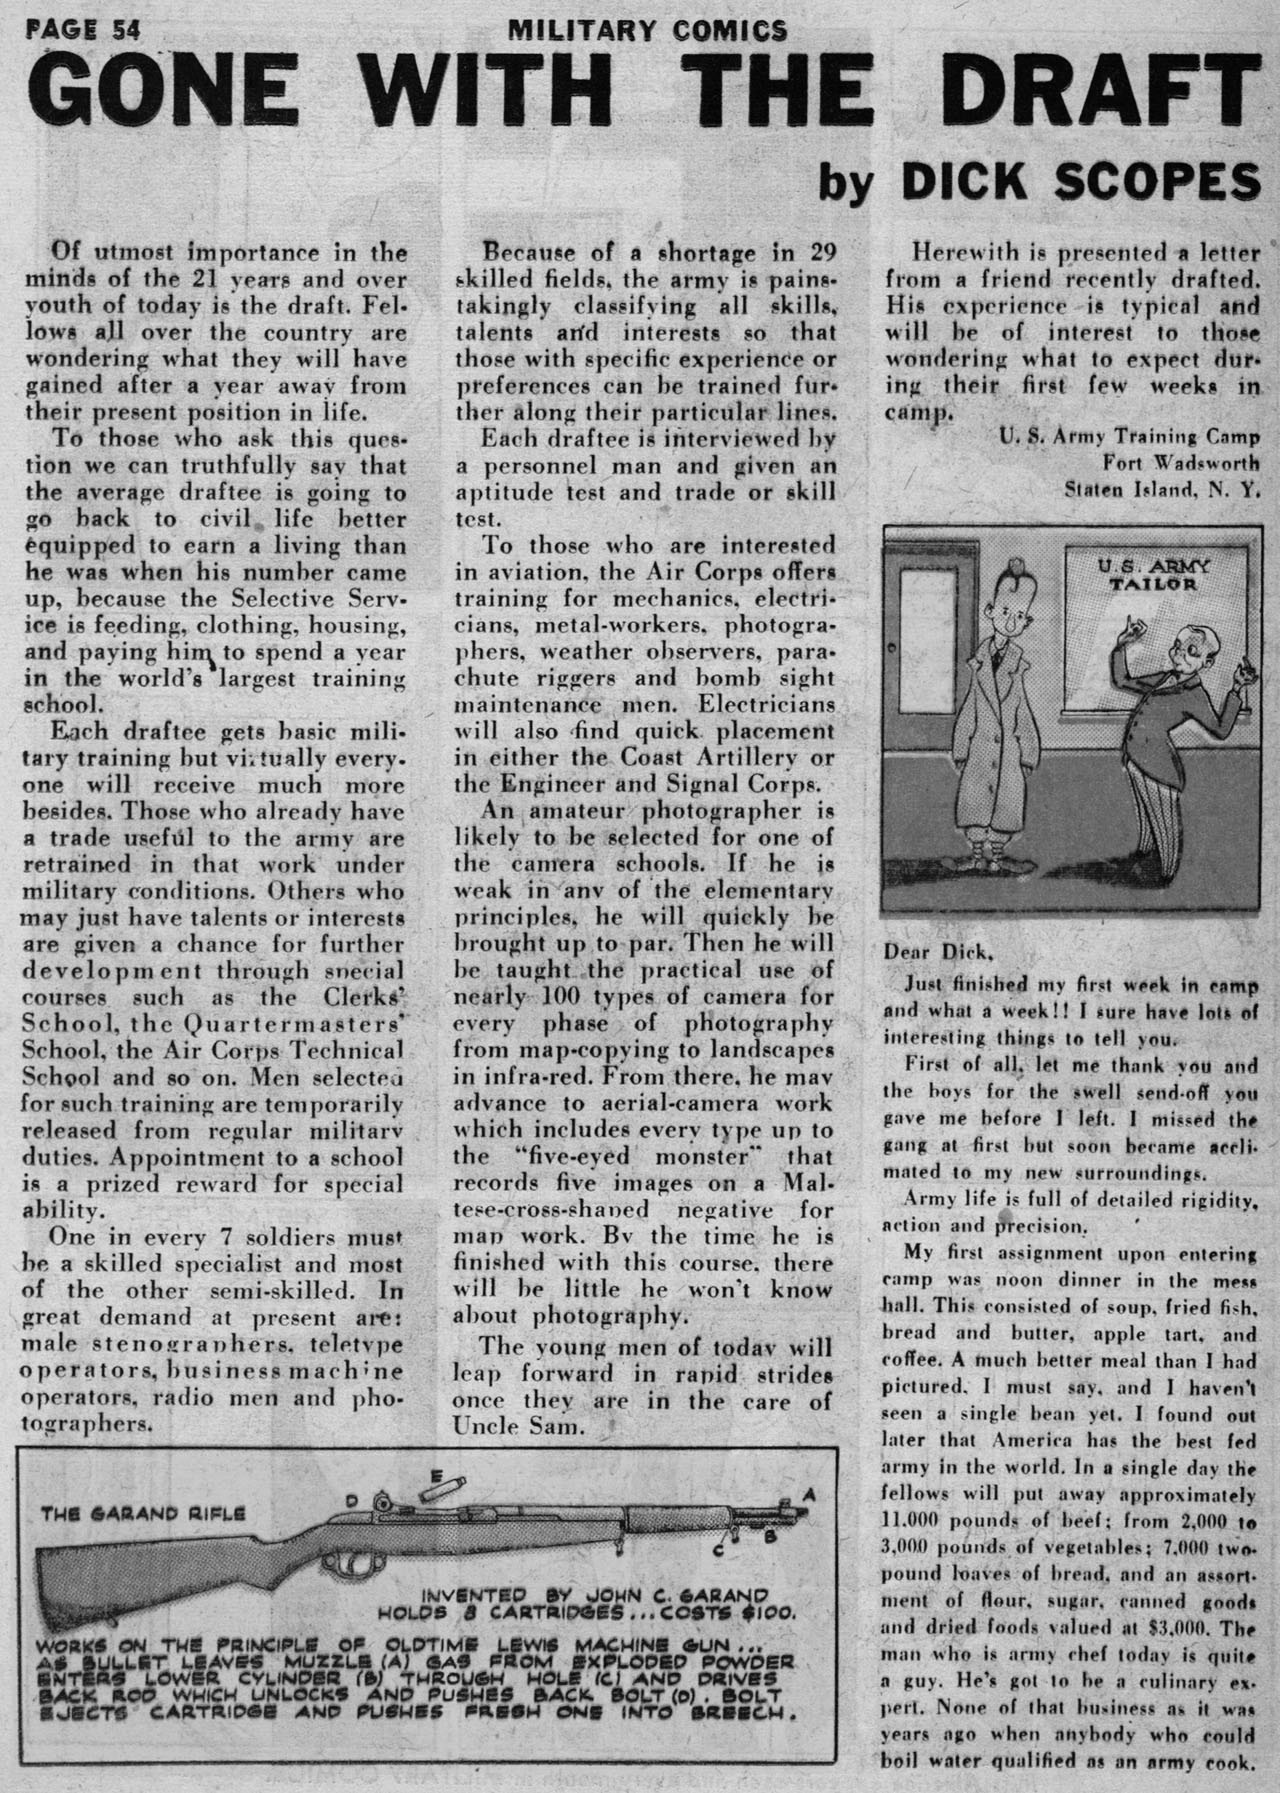 PAGE 54
MILITARY COMICS
GONE WITH THE DRAFT
by DICK SCOPES
Of utmost importance in the
minds of the 21 years and over
youth of today is the draft. Fel-
lows all over the country are
wondering what they will have
gained after a year away from
their present position in life.
To those who ask this ques-
tion we can truthfully say that
the average draftee is going to
go back to civil life better
equipped to earn a living than
he was when his number came
up, because the Selective Serv-
ice is feeding, clothing, housing,
and paying him to spend a year
in the world's largest training
school.
Each draftee gets basic mili-
tary training but virtually every-
one will receive much more
besides. Those who already have
a trade useful to the army are
retrained in that work under
military conditions. Others who
may just have talents or interests
are given a chance for further
development through special
courses such as the Clerks'
School, the Quartermasters'
School, the Air Corps Technical
School and so on. Men selected
for such training are temporarily
released from regular military
duties. Appointment to a school
is a prized reward for special
ability.
One in every 7 soldiers must
be a skilled specialist and most
of the other semi-skilled. In
great demand at present are:
male stenographers, teletype
operators, business machine
operators, radio men and pho-
tographers.
Because of a shortage in 29
skilled fields, the army is pains-
takingly classifying all skills,
talents and interests so that
those with specific experience or
preferences can be trained fur-
ther along their particular lines.
Each draftee is interviewed by
a personnel man and given an
aptitude test and trade or skill
test.
To those who are interested
in aviation, the Air Corps offers
training for mechanics, electri-
cians, metal-workers, photogra-
phers, weather observers, para-
chute riggers and bomb sight
maintenance men. Electricians
will also find quick placement
in either the Coast Artillery or
the Engineer and Signal Corps.
An amateur photographer is
likely to be selected for one of
the camera schools. If he is
weak in any of the elementary
principles, he will quickly be
brought up to par. Then he will
be taught the practical use of
nearly 100 types of camera for
every phase of photography
from map-copying to landscapes
in infra-red. From there, he may
advance to aerial-camera work
which includes every type up to
the "five-eyed monster" that
records five images on a Mal-
tese-cross-shaped negative for
map work. By the time he is
finished with this course, there
will be little he won't know
about photography.
The young men of today will
leap forward in rapid strides
once they are in the care of
Uncle Sam.
THE GARAND RIFLE
D
E
A
C
B
INVENTED BY JOHN C. GARAND
HOLDS 8 CARTRIDGES... COSTS $100.
WORKS ON THE PRINCIPLE OF OLDTIME LEWIS MACHINE GUN...
AS BULLET LEAVES MUZZLE (A) GAS FROM EXPLODED POWDER
ENTERS LOWER CYLINDER (B) THROUGH HOLE (C) AND DRIVES
BACK ROD WHICH UNLOCKS AND PUSHES BACK BOLT (D). BOLT
EJECTS CARTRIDGE AND PUSHES FRESH ONE INTO BREECH.
Herewith is presented a letter
from a friend recently drafted.
His experience is typical and
will be of interest to those
wondering what to expect dur-
ing their first few weeks in
camp.
U. S. Army Training Camp
Fort Wadsworth
Staten Island, N. Y.
U.S. ARMY
TAILOR
Dear Dick,
Just finished my first week in camp
and what a week!! I sure have lots of
interesting things to tell you.
First of all, let me thank you and
the boys for the swell send-off you
gave me before I left. I missed the
gang at first but soon became accli-
mated to my new surroundings.
Army life is full of detailed rigidity,
action and precision.
My first assignment upon entering
camp was noon dinner in the mess
hall. This consisted of soup, fried fish,
bread and butter, apple tart, and
coffee. A much better meal than I had
pictured, I must say, and I haven't
seen a single bean yet. I found out
later that America has the best fed
army in the world. In a single day the
fellows will put away approximately
11,000 pounds of beef; from 2,000 to
3,000 pounds of vegetables; 7,000 two-
pound loaves of bread, and an assort-
ment of flour, sugar, canned goods
and dried foods valued at $3,000. The
man who is army chef today is quite
a guy. He's got to be a culinary ex-
pert. None of that business as it was
years ago when anybody who could
boil water qualified as an army cook.